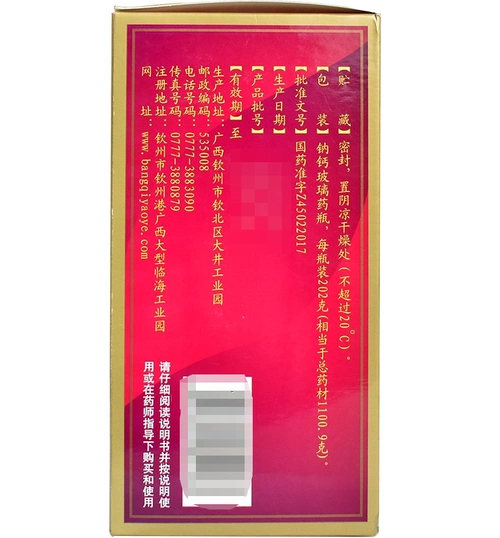 【贮　　藏】密封，置阴凉干燥处(不超过20°C)。
【包　　装】钠钙玻璃药瓶，每瓶装202克(相当于总药材1100.9克)。
【批准文号】国药准字Z45022017
【生产日期】
【产品批号】
【有效期】至
生产地址：广西钦州市钦北区大井工业园
邮政编码：535008
电话号码：0777-3883090
传真号码：0777-3880879
注册地址：钦州市钦州港广西大型临海工业园
网　　址：www.bangqiyaoye.com
请仔细阅读说明书并按说明使
用或在药师指导下购买和使用